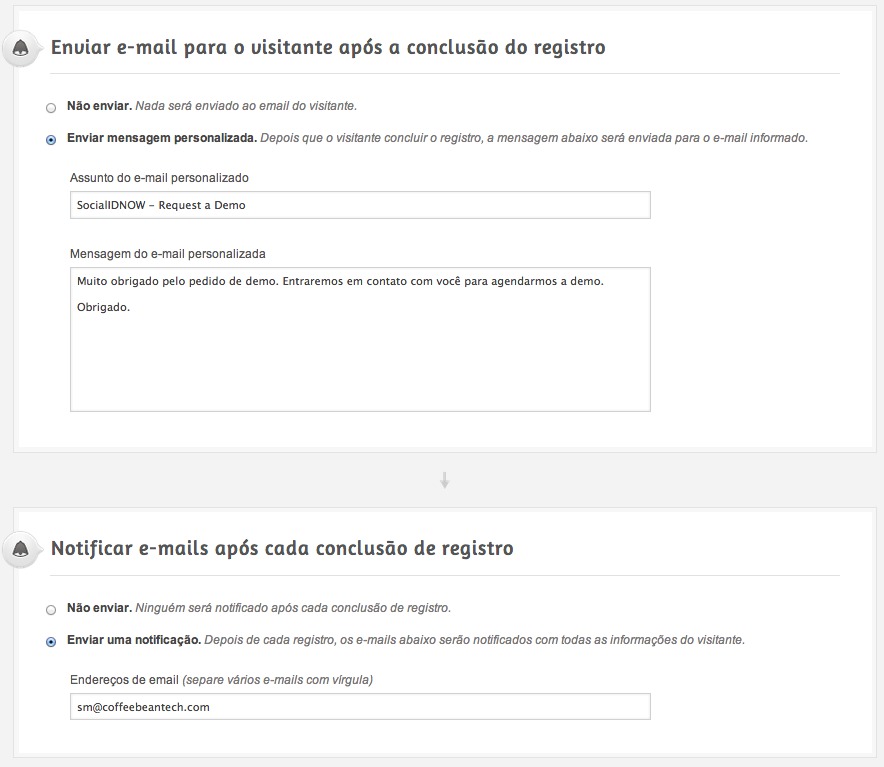 Enviar e-mail para o visitante após a conclusão do registro
Não enviar. Nada será enviado ao email do visitante.
Enviar mensagem personalizada. Depois que o visitante concluir o registro, a mensagem abaixo será enviada para o e-mail informado.
Assunto do e-mail personalizado
SocialIDNOW - Request a Demo
Mensagem do e-mail personalizada
Muito obrigado pelo pedido de demo. Entraremos em contato com você para agendarmos a demo.
Obrigado.
Notificar e-mails após cada conclusão de registro
Não enviar. Ninguém será notificado após cada conclusão de registro.
Enviar uma notificação. Depois de cada registro, os e-mails abaixo serão notificados com todas as informações do visitante.
Endereços de email (separe vários e-mails com vírgula)
sm@coffeebeantech.com